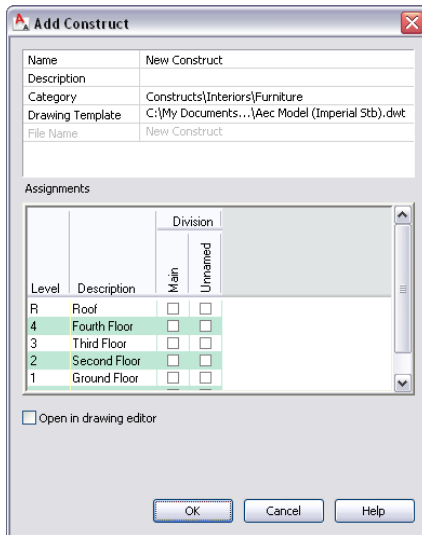 Add Construct
Name New Construct
Description
Category Constructs\Interiors\Furniture
Drawing Template C:\My Documents...\Aec Model (Imperial Stb).dwt
File Name New Construct
Assignments
Division
Level Description Main Unnamed
R Roof
4 Fourth Floor
3 Third Floor
2 Second Floor
1 Ground Floor
Open in drawing editor
OK Cancel Help